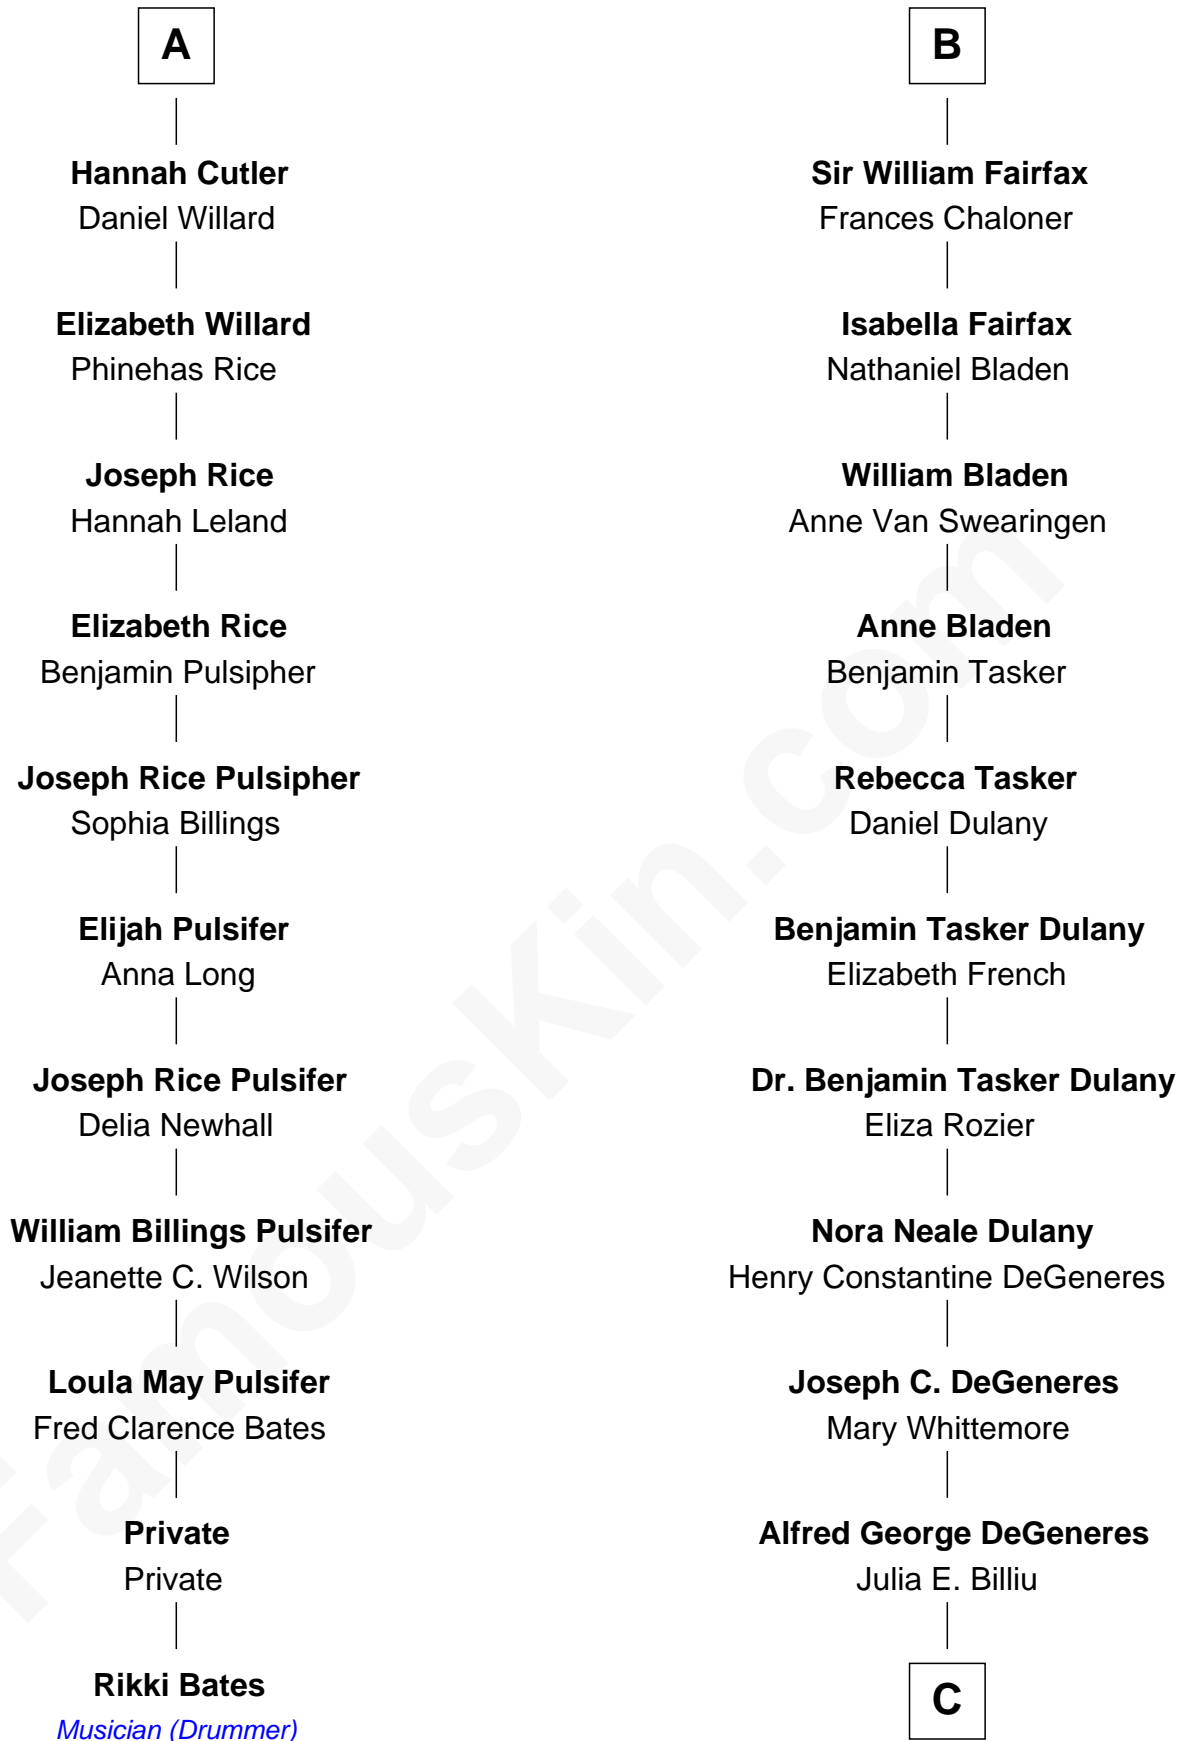 A
Hannah Cutler
Daniel Willard
Elizabeth Willard
Phinehas Rice
Joseph Rice
Hannah Leland
Elizabeth Rice
Benjamin Pulsipher
Joseph Rice Pulsipher
Sophia Billings
Elijah Pulsifer
Anna Long
Joseph Rice Pulsifer
Delia Newhall
William Billings Pulsifer
Jeanette C. Wilson
Loula May Pulsifer
Fred Clarence Bates
Private
Private
Rikki Bates
Musician (Drummer)
B
Sir William Fairfax
Frances Chaloner
Isabella Fairfax
Nathaniel Bladen
William Bladen
Anne Van Swearingen
Anne Bladen
Benjamin Tasker
Rebecca Tasker
Daniel Dulany
Benjamin Tasker Dulany
Elizabeth French
Dr. Benjamin Tasker Dulany
Eliza Rozier
Nora Neale Dulany
Henry Constantine DeGeneres
Joseph C. DeGeneres
Mary Whittemore
Alfred George DeGeneres
Julia E. Billiu
C
FamousKin.com